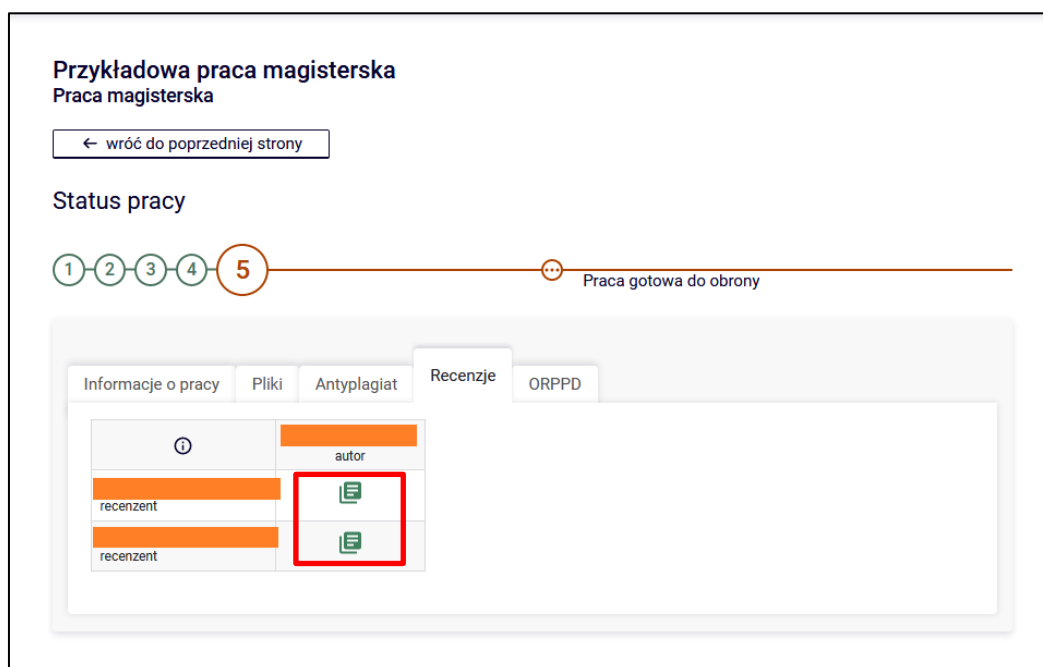 Przykładowa praca magisterska
Praca magisterska
← wróć do poprzedniej strony
Status pracy
1 2 3 4 5
Praca gotowa do obrony
Informacje o pracy Pliki Antyplagiat Recenzje ORPPD
autor
recenzent
recenzent